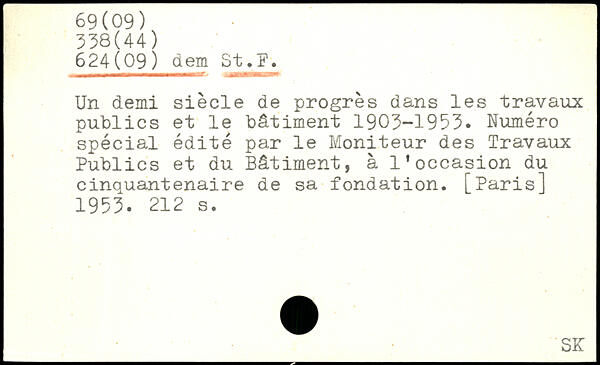 69(09)
338(44)
624(09) dem St.F.
Un demi siècle de progrès dans les travaux
publics et le bâtiment 1903-1953. Numéro
spécial édité par le Moniteur des Travaux
Publics et du Bâtiment, à l'occasion du
cinquantenaire de sa fondation. [Paris]
1953. 212 s.
SK